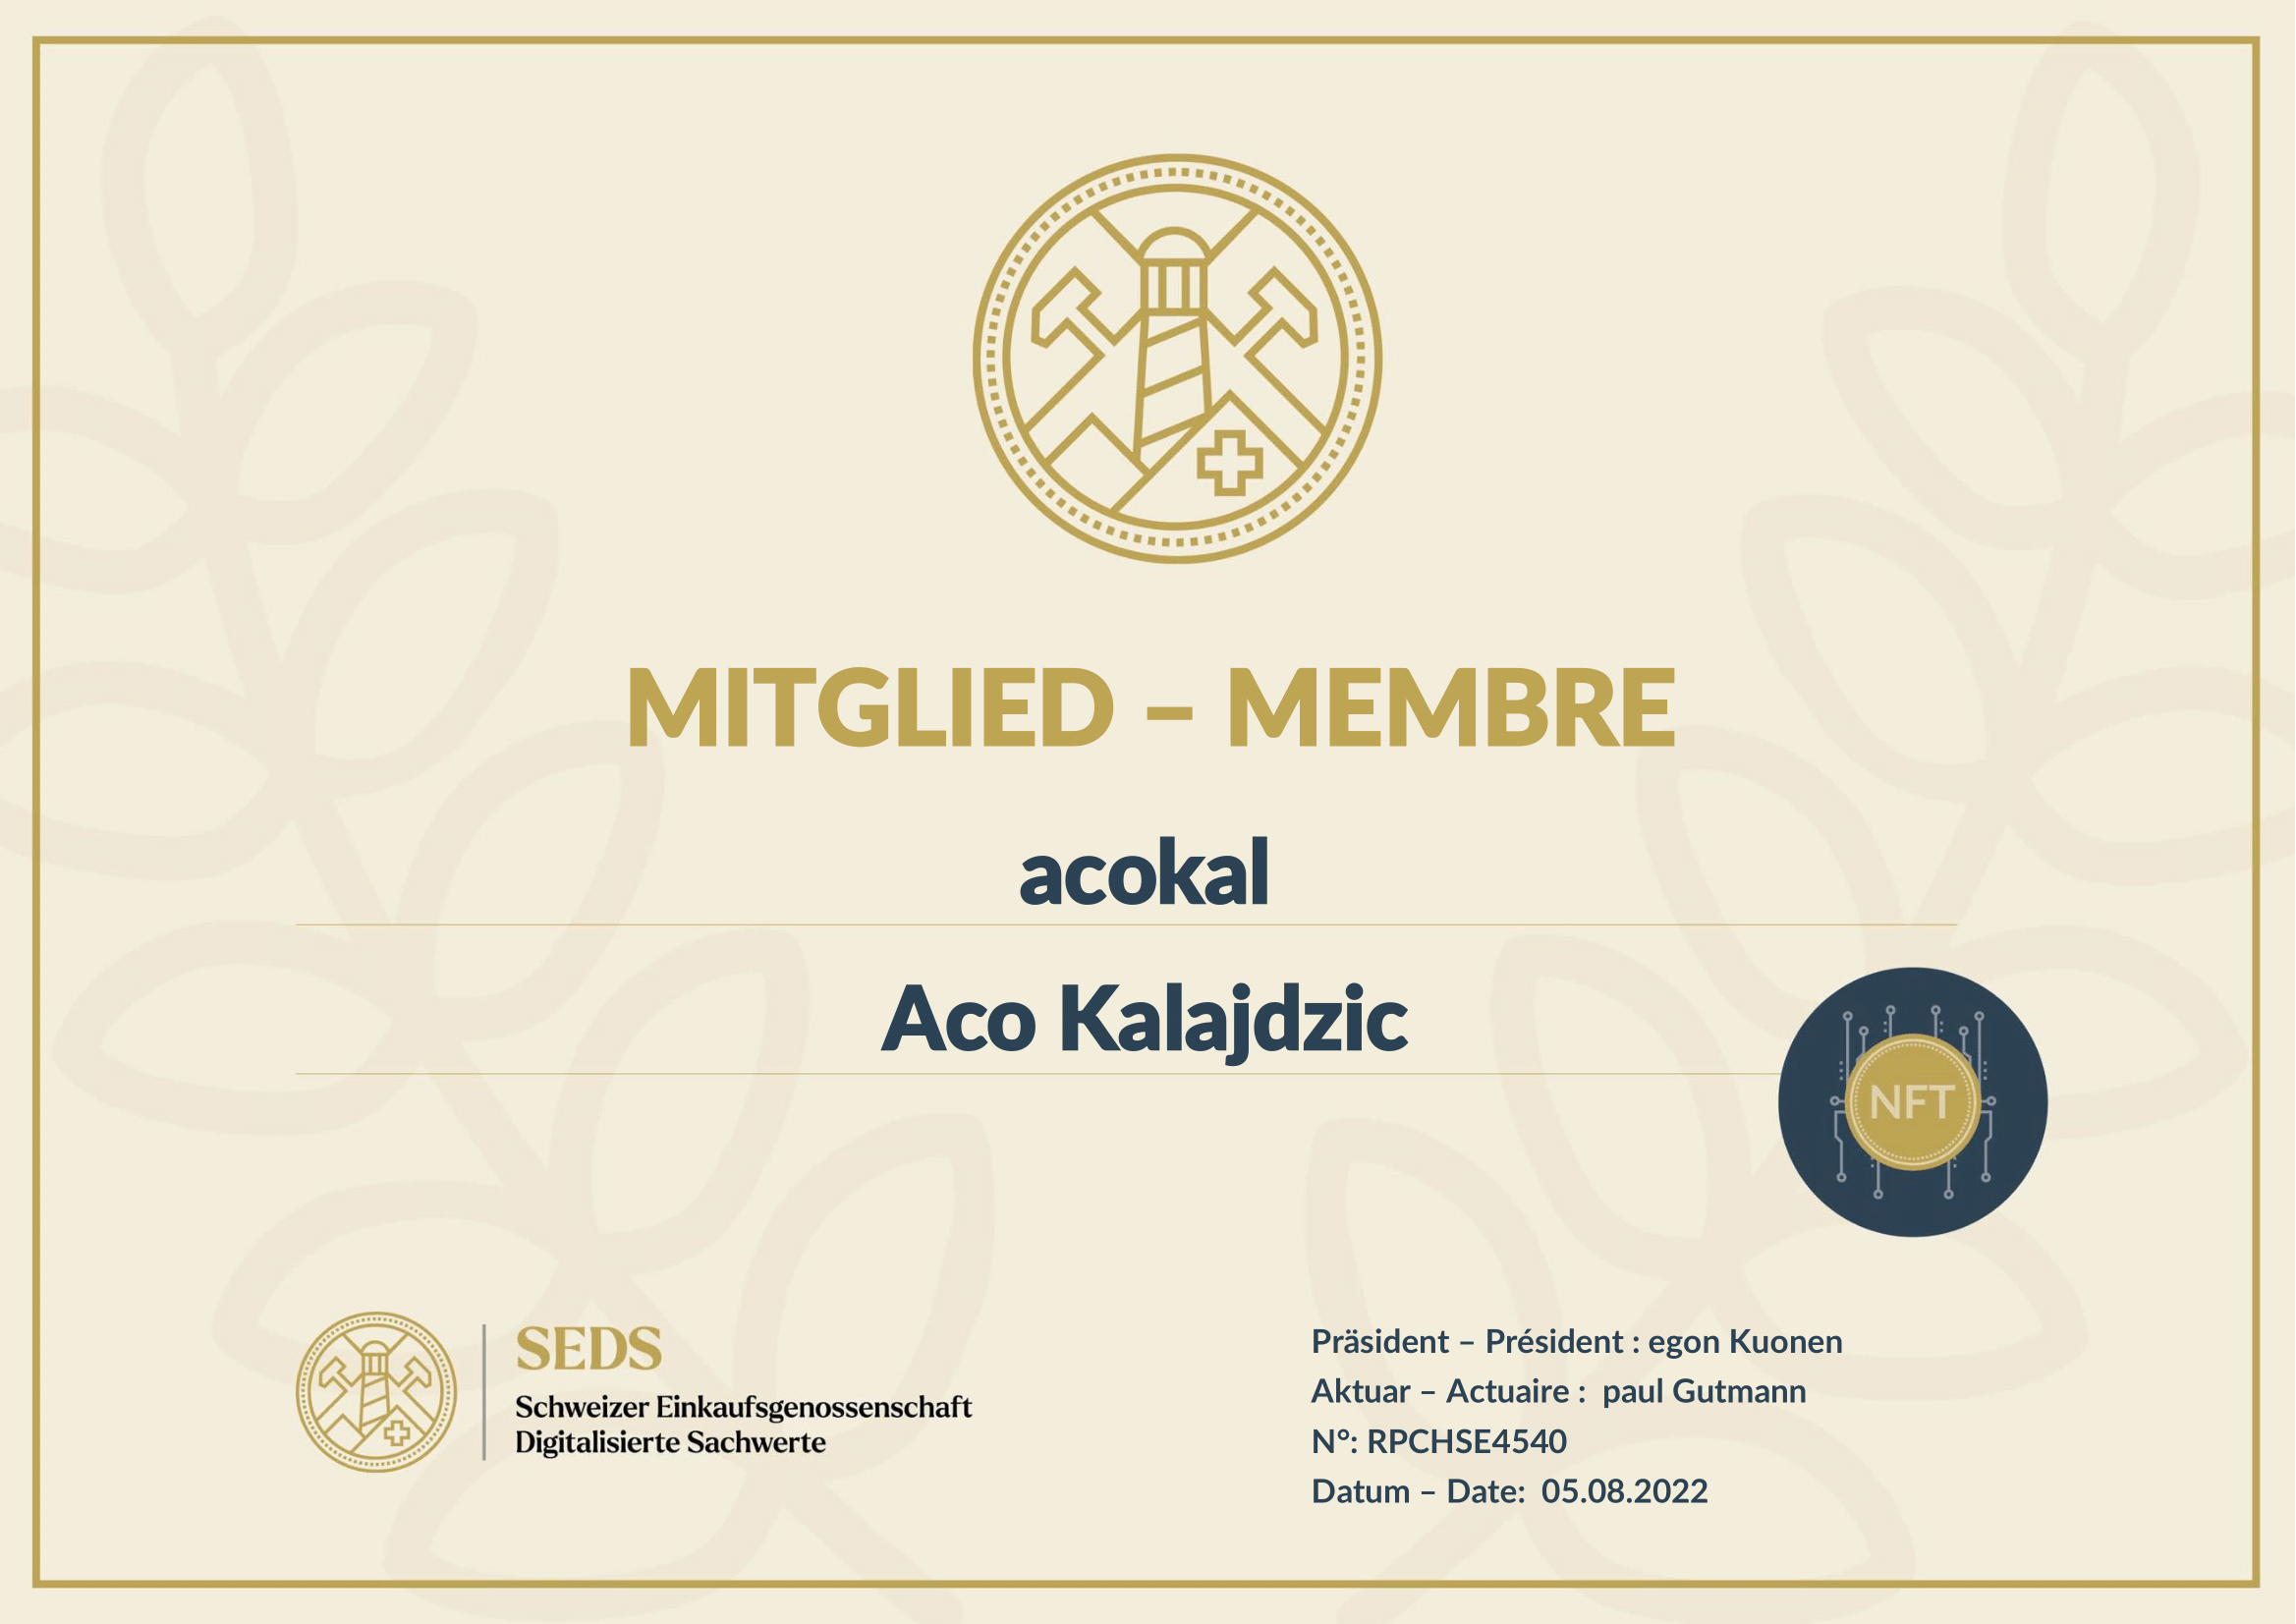 MITGLIED – MEMBRE
acokal
Aco Kalajdzic
NFT
SEDS
Schweizer Einkaufsgenossenschaft
Digitalisierte Sachwerte
Präsident – Président : egon Kuonen
Aktuar – Actuaire :  paul Gutmann
N°: RPCHSE4540
Datum – Date:  05.08.2022